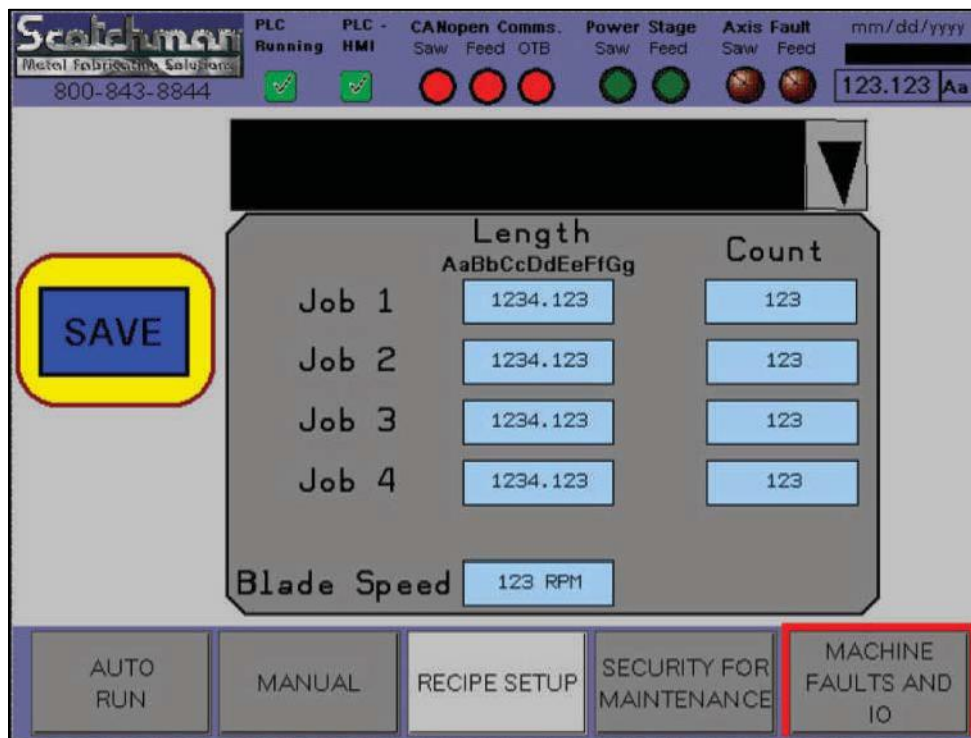 Scotchman
Metal Fabricating Solutions
800-843-8844
PLC
Running
PLC -
HMI
CANopen Comms.
Saw Feed OTB
Power Stage
Saw Feed
Axis Fault
Saw Feed
mm/dd/yyyy
123.123 Aa
SAVE
Length
AaBbCcDdEeFfGg
Count
Job 1 1234.123 123
Job 2 1234.123 123
Job 3 1234.123 123
Job 4 1234.123 123
Blade Speed 123 RPM
AUTO
RUN
MANUAL
RECIPE SETUP
SECURITY FOR
MAINTENANCE
MACHINE
FAULTS AND
IO